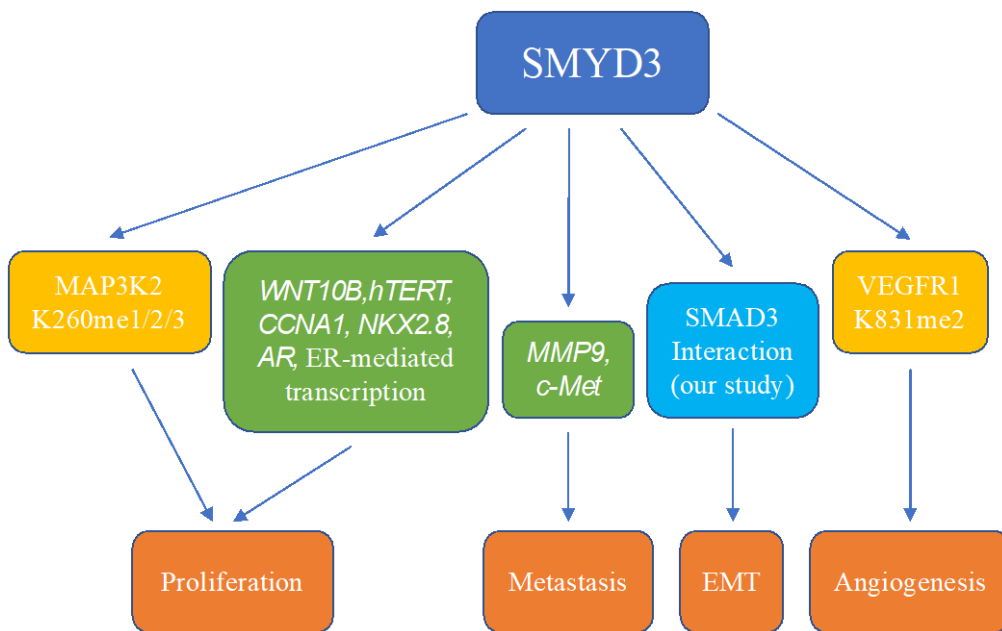 SMYD3
MAP3K2
K260me1/2/3
WNT10B,hTERT,
CCNA1, NKX2.8,
AR, ER-mediated
transcription
MMP9,
c-Met
SMAD3
Interaction
(our study)
VEGFR1
K831me2
Proliferation
Metastasis
EMT
Angiogenesis